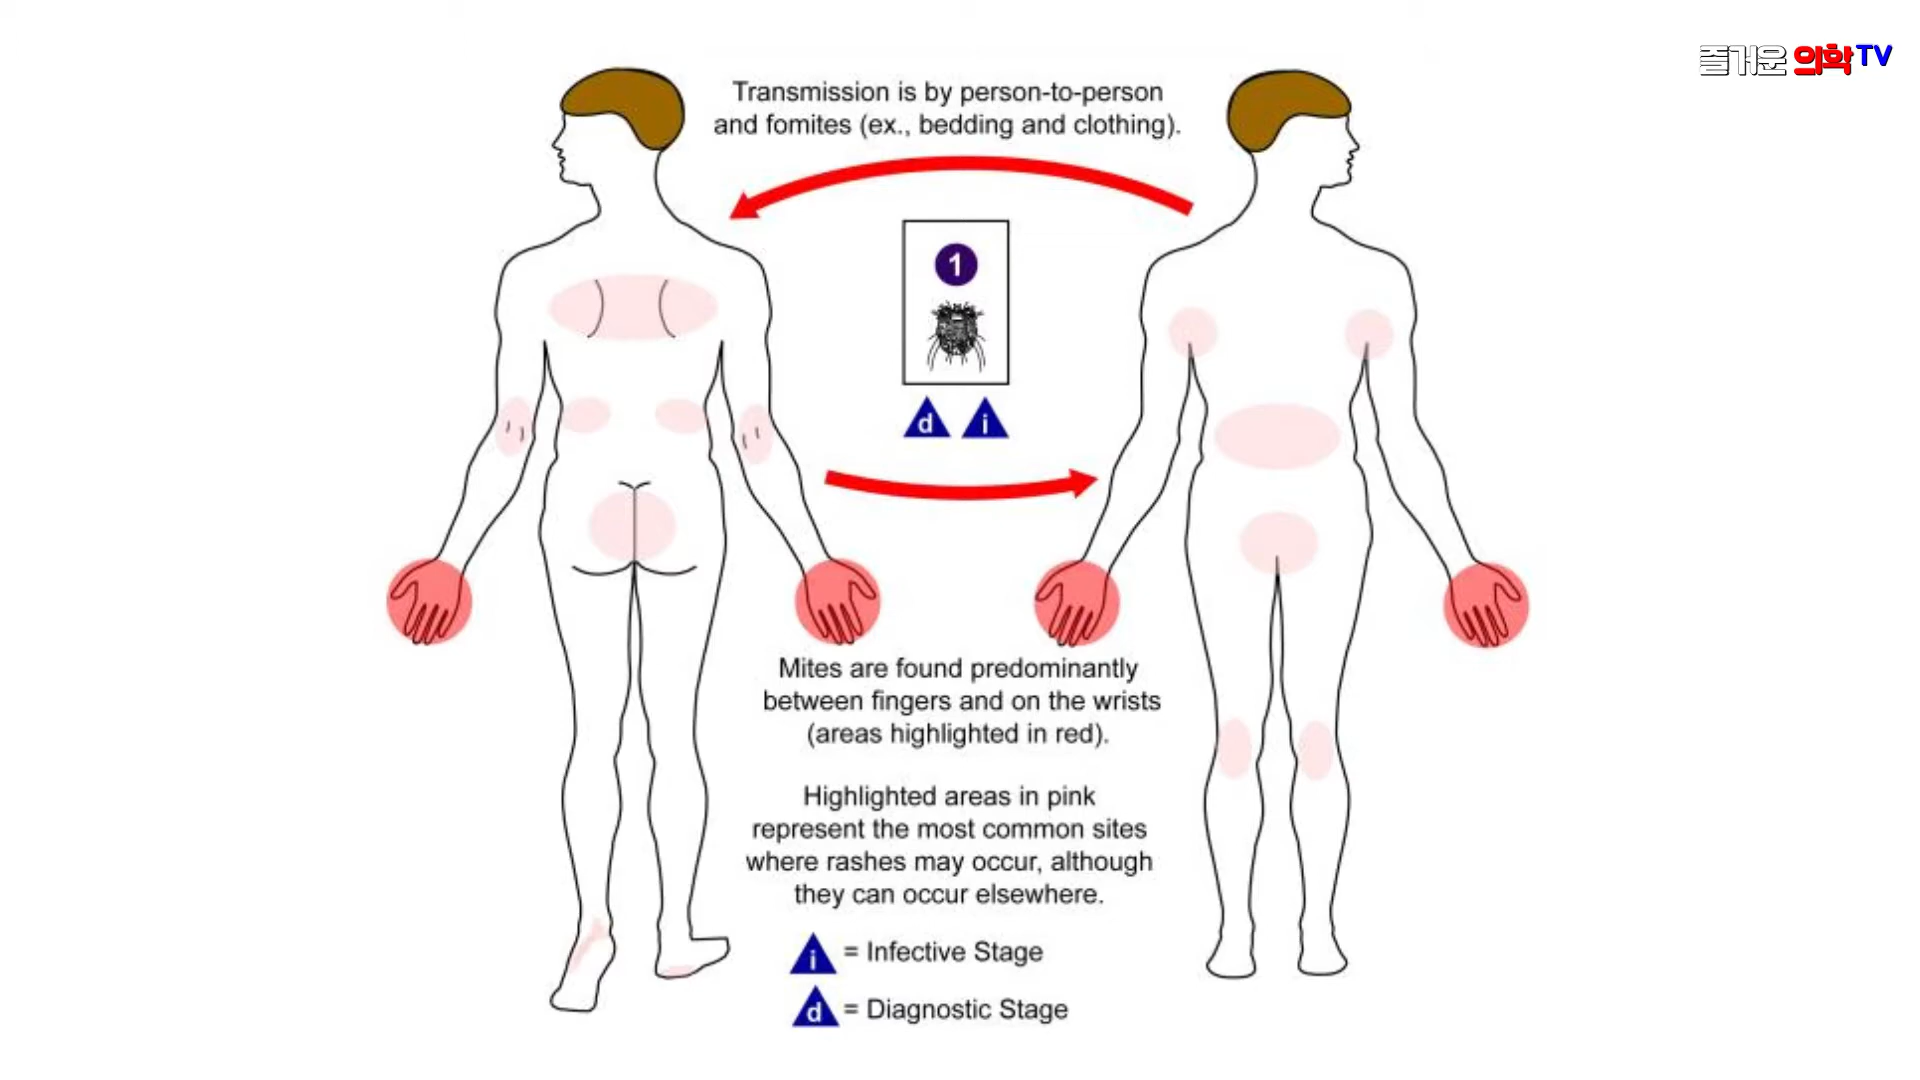 즐거운 의학TV
Transmission is by person-to-person
and fomites (ex., bedding and clothing).
1
d i
Mites are found predominantly
between fingers and on the wrists
(areas highlighted in red).
Highlighted areas in pink
represent the most common sites
where rashes may occur, although
they can occur elsewhere.
i = Infective Stage
d = Diagnostic Stage